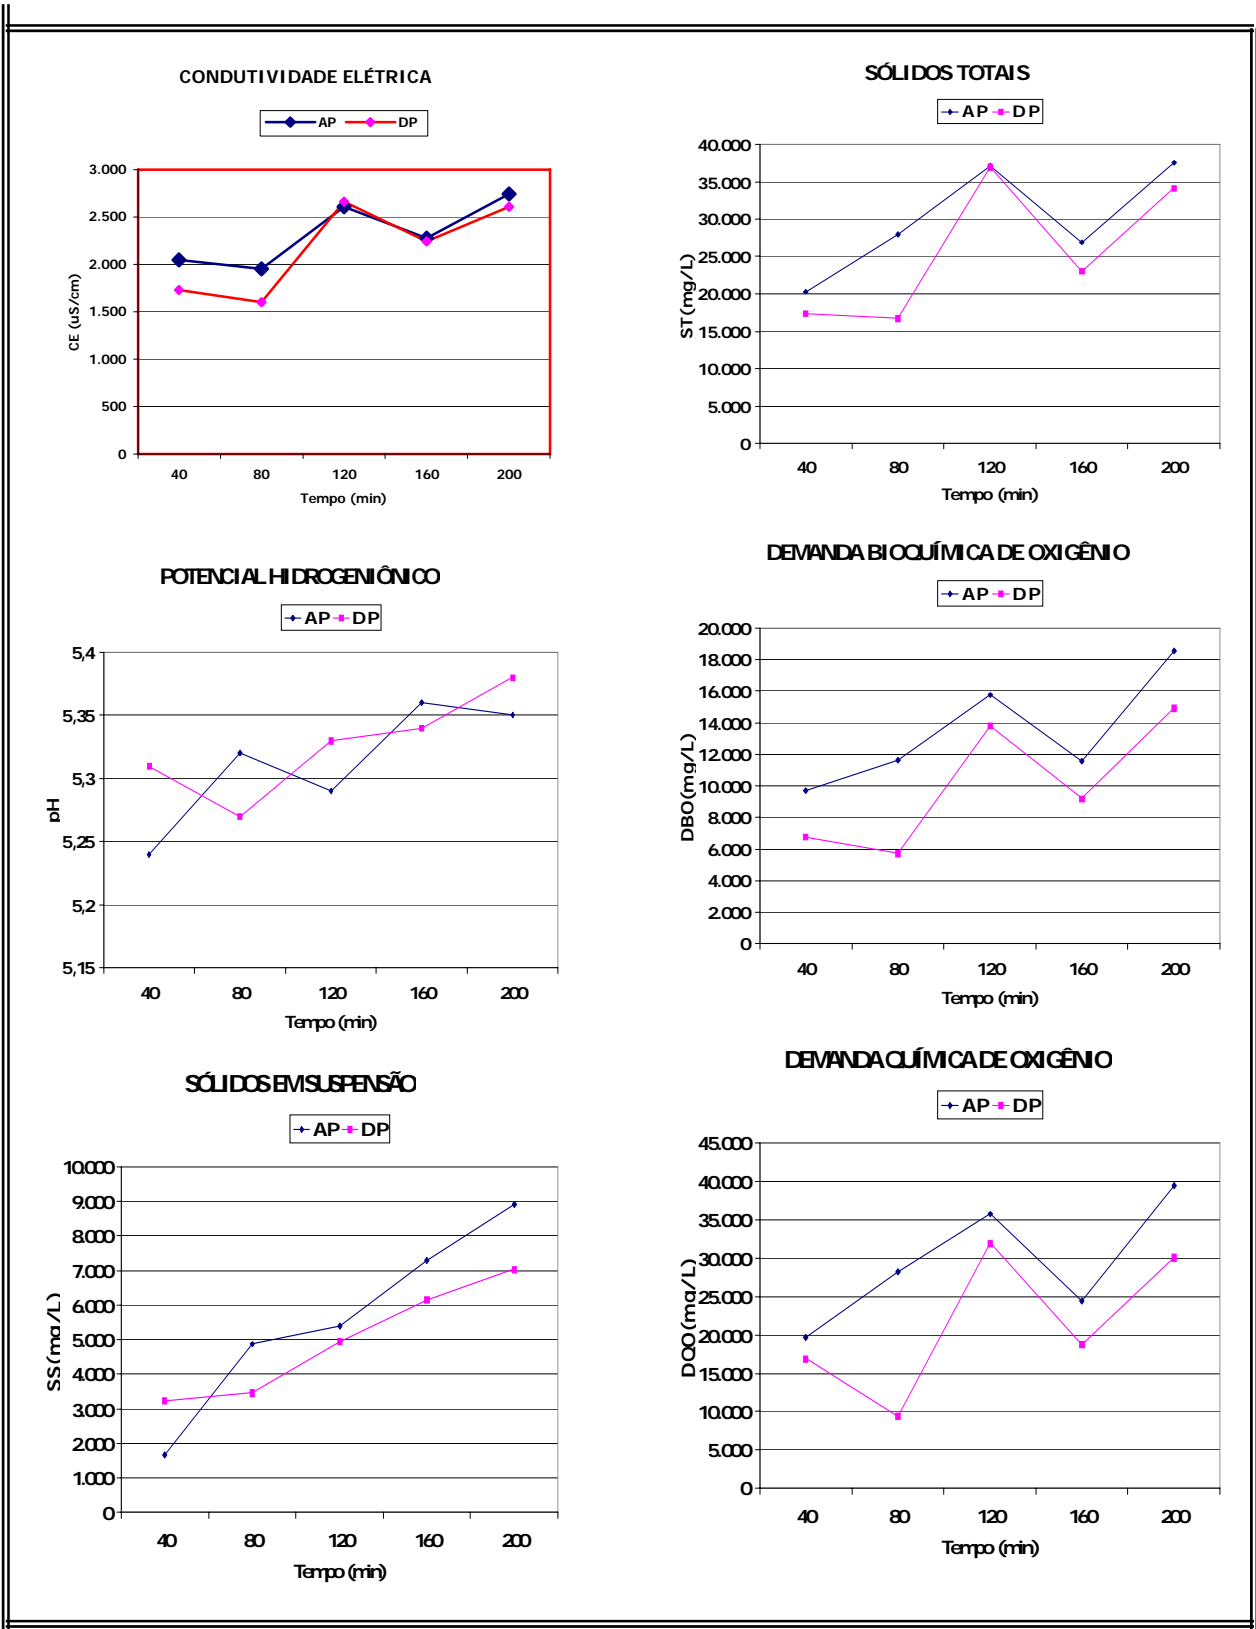 CONDUTIVIDADE ELÉTRICA
AP DP
3.000
2.500
2.000
1.500
1.000
500
0
CE (uS/cm)
40 80 120 160 200
Tempo (min)
SÓLIDOS TOTAIS
AP DP
40.000
35.000
30.000
25.000
20.000
15.000
10.000
5.000
0
ST(mg/L)
40 80 120 160 200
Tempo (min)
POTENCIAL HIDROGENIÔNICO
AP DP
5,4
5,35
5,3
5,25
5,2
5,15
pH
40 80 120 160 200
Tempo (min)
DEMANDA BIOQUÍMICA DE OXIGÊNIO
AP DP
20.000
18.000
16.000
14.000
12.000
10.000
8.000
6.000
4.000
2.000
0
DBO(mg/L)
40 80 120 160 200
Tempo (min)
SÓLIDOS EM SUSPENSÃO
AP DP
10.000
9.000
8.000
7.000
6.000
5.000
4.000
3.000
2.000
1.000
0
SS(mg/L)
40 80 120 160 200
Tempo (min)
DEMANDA QUÍMICA DE OXIGÊNIO
AP DP
45.000
40.000
35.000
30.000
25.000
20.000
15.000
10.000
5.000
0
DQO(mg/L)
40 80 120 160 200
Tempo (min)